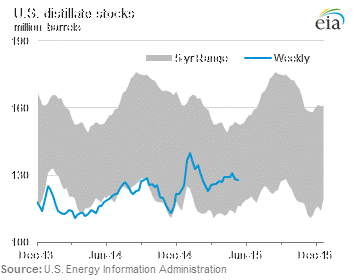 U.S. distillate stocks
million barrels
eia
190
5-yr Range Weekly
160
130
100
Dec-13 Jun-14 Dec-14 Jun-15 Dec-15
Source: U.S. Energy Information Administration